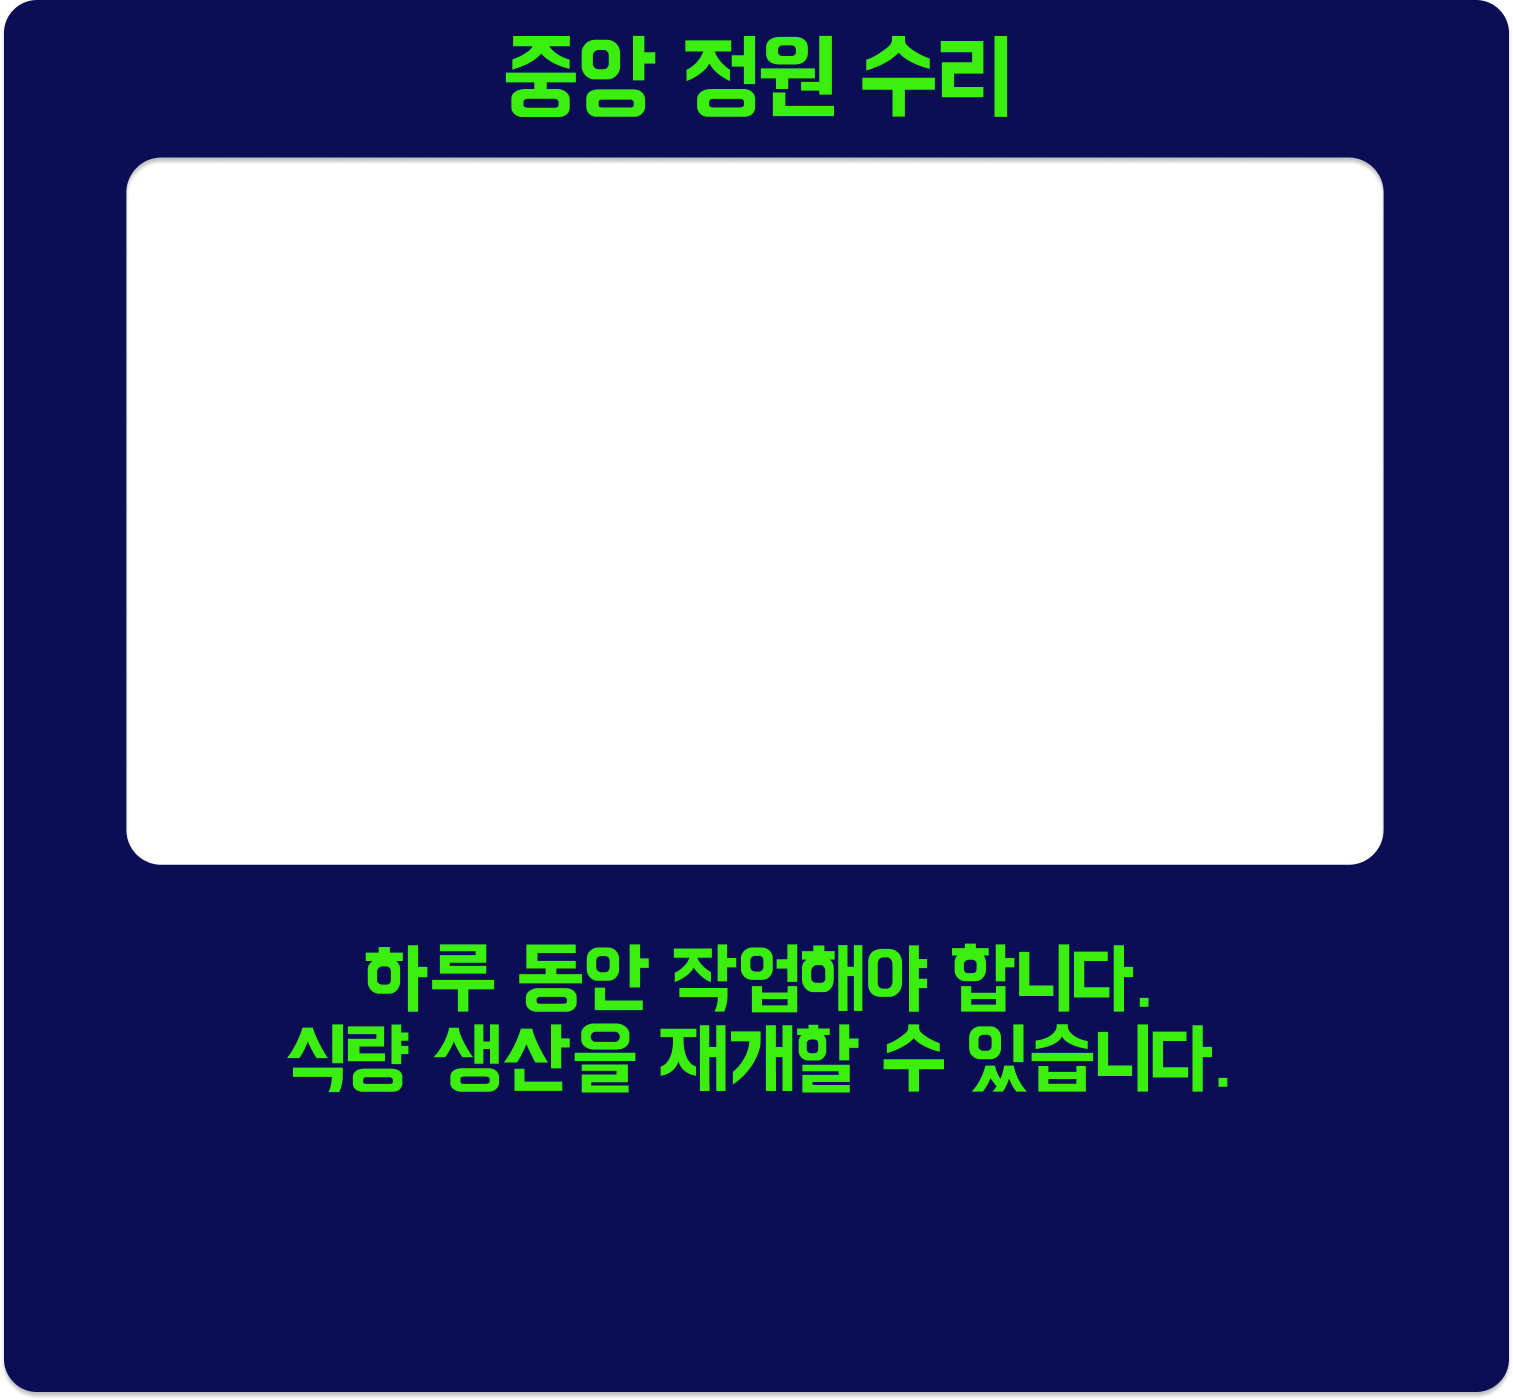 중앙 정원 수리
하루 동안 작업해야 합니다.
식량 생산을 재개할 수 있습니다.